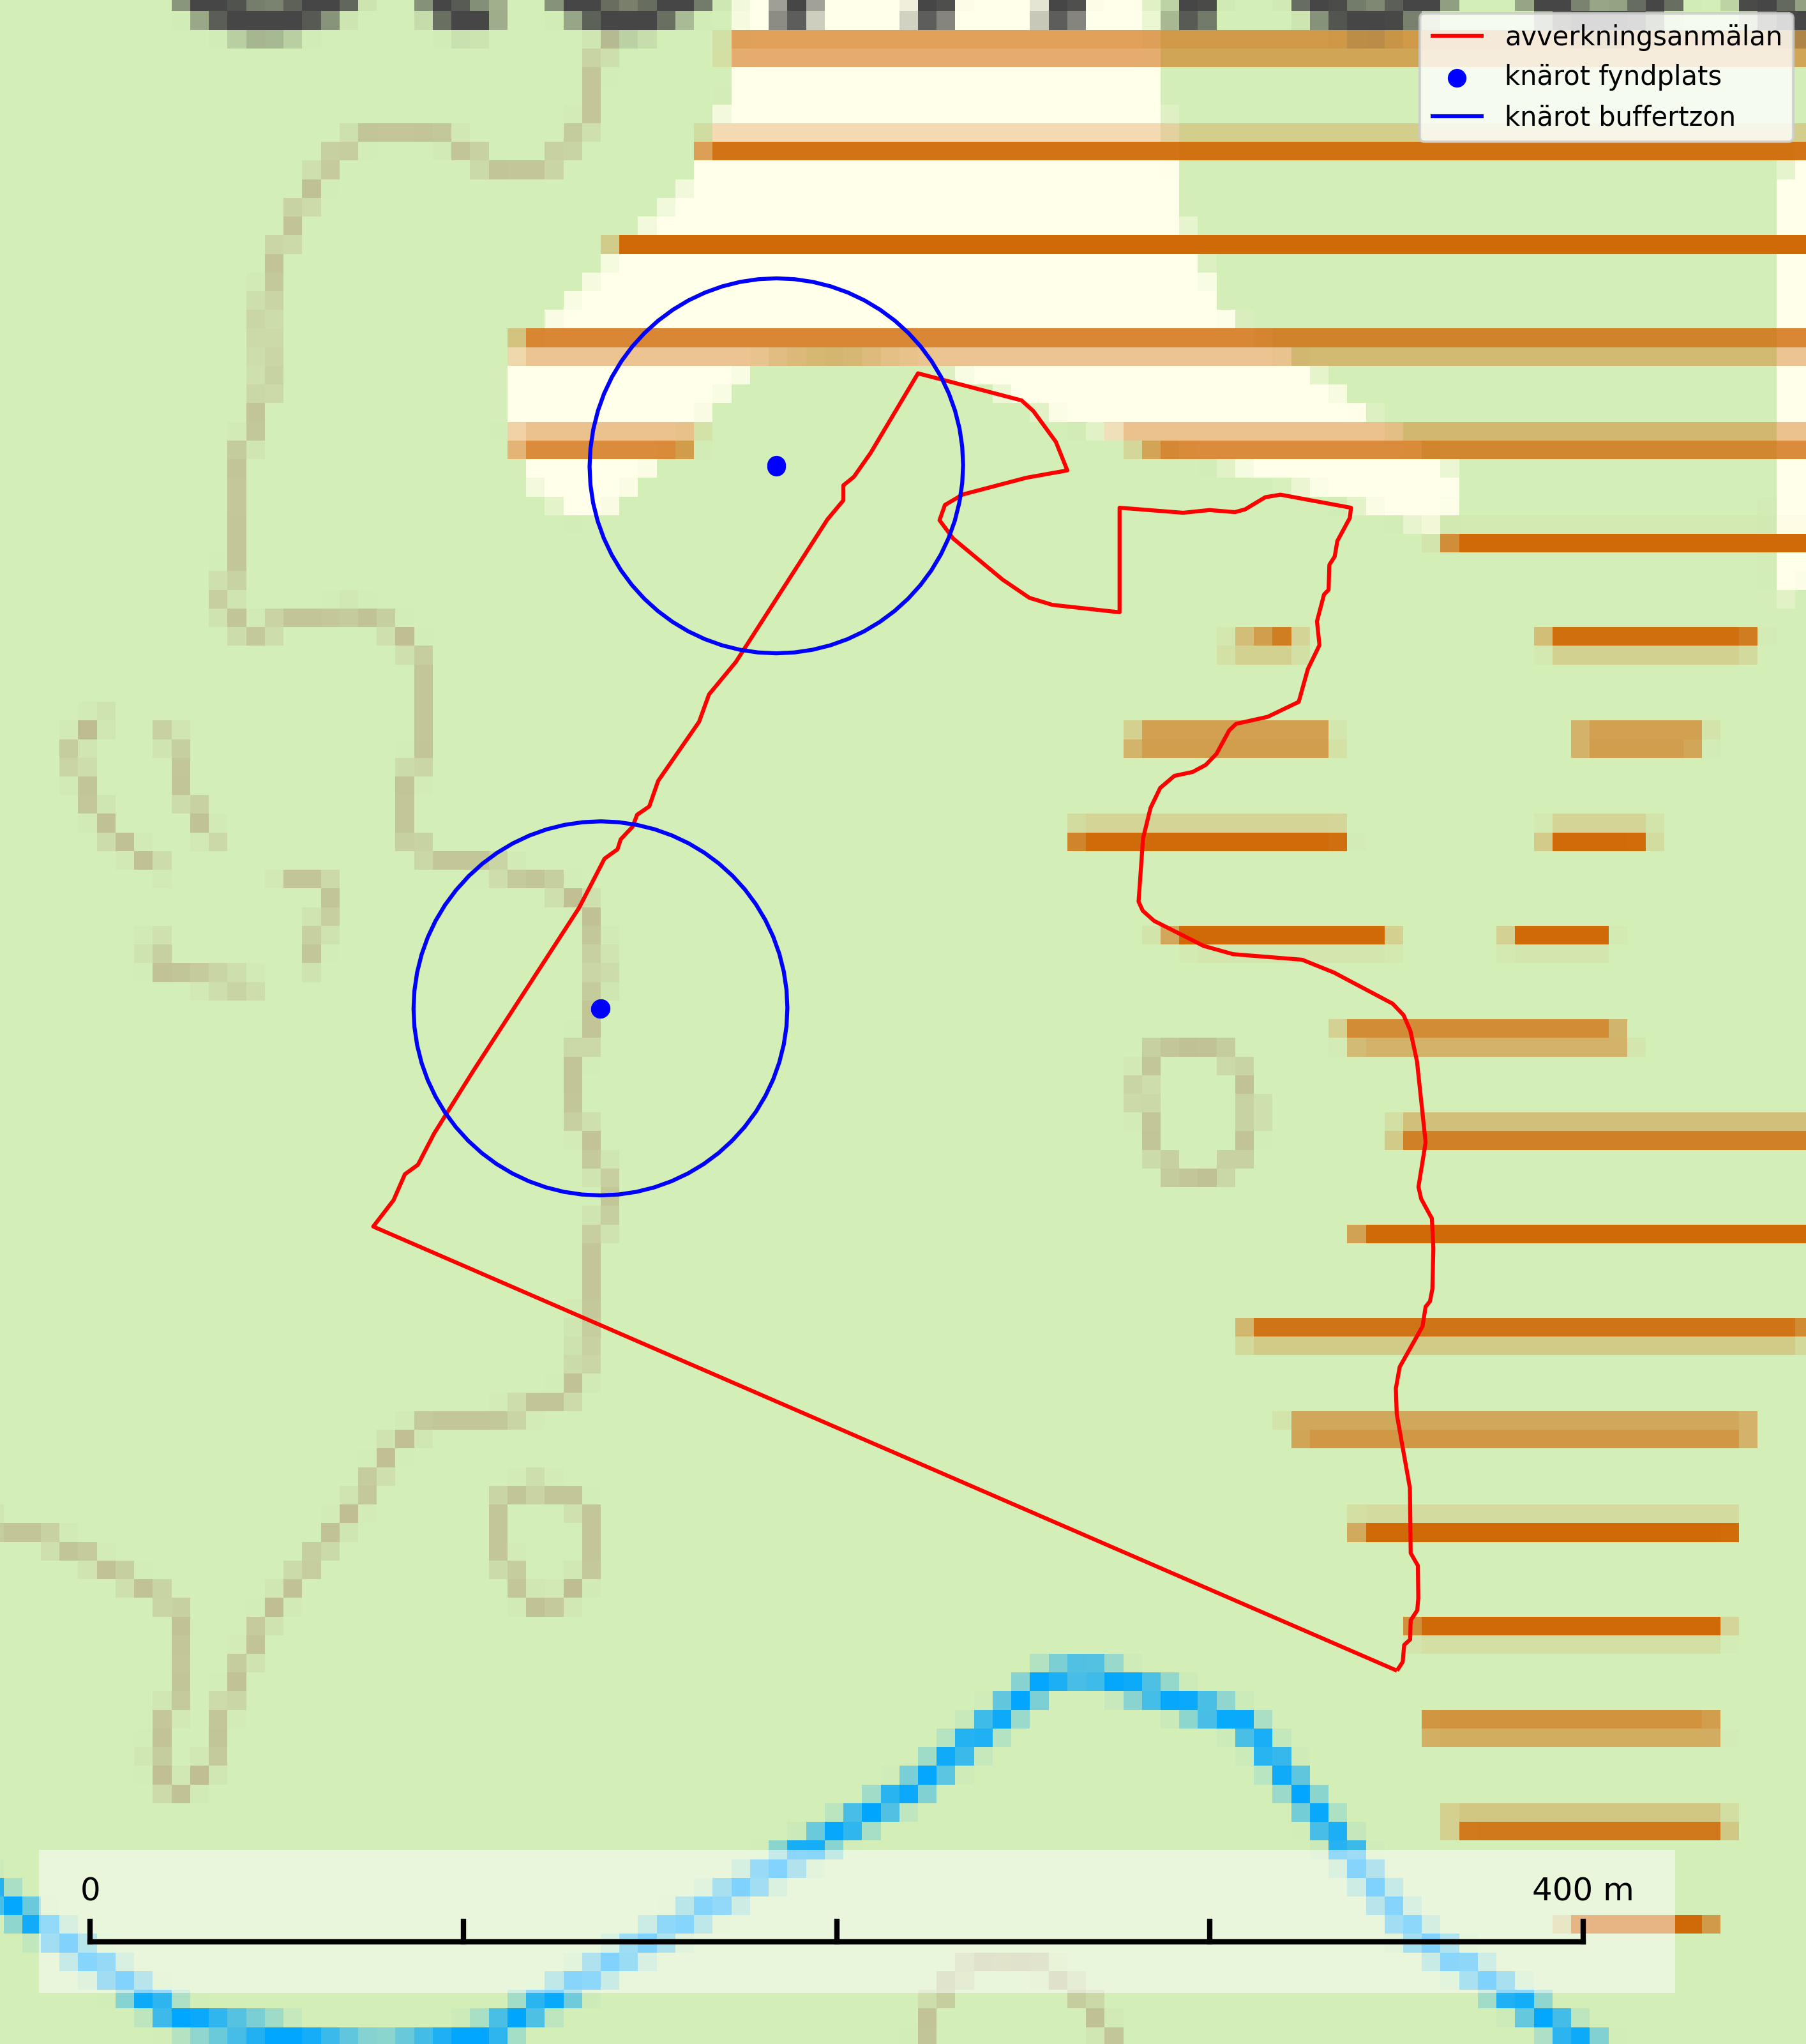 avverkningsanmälan
knärot fyndplats
knärot buffertzon
0 400 m